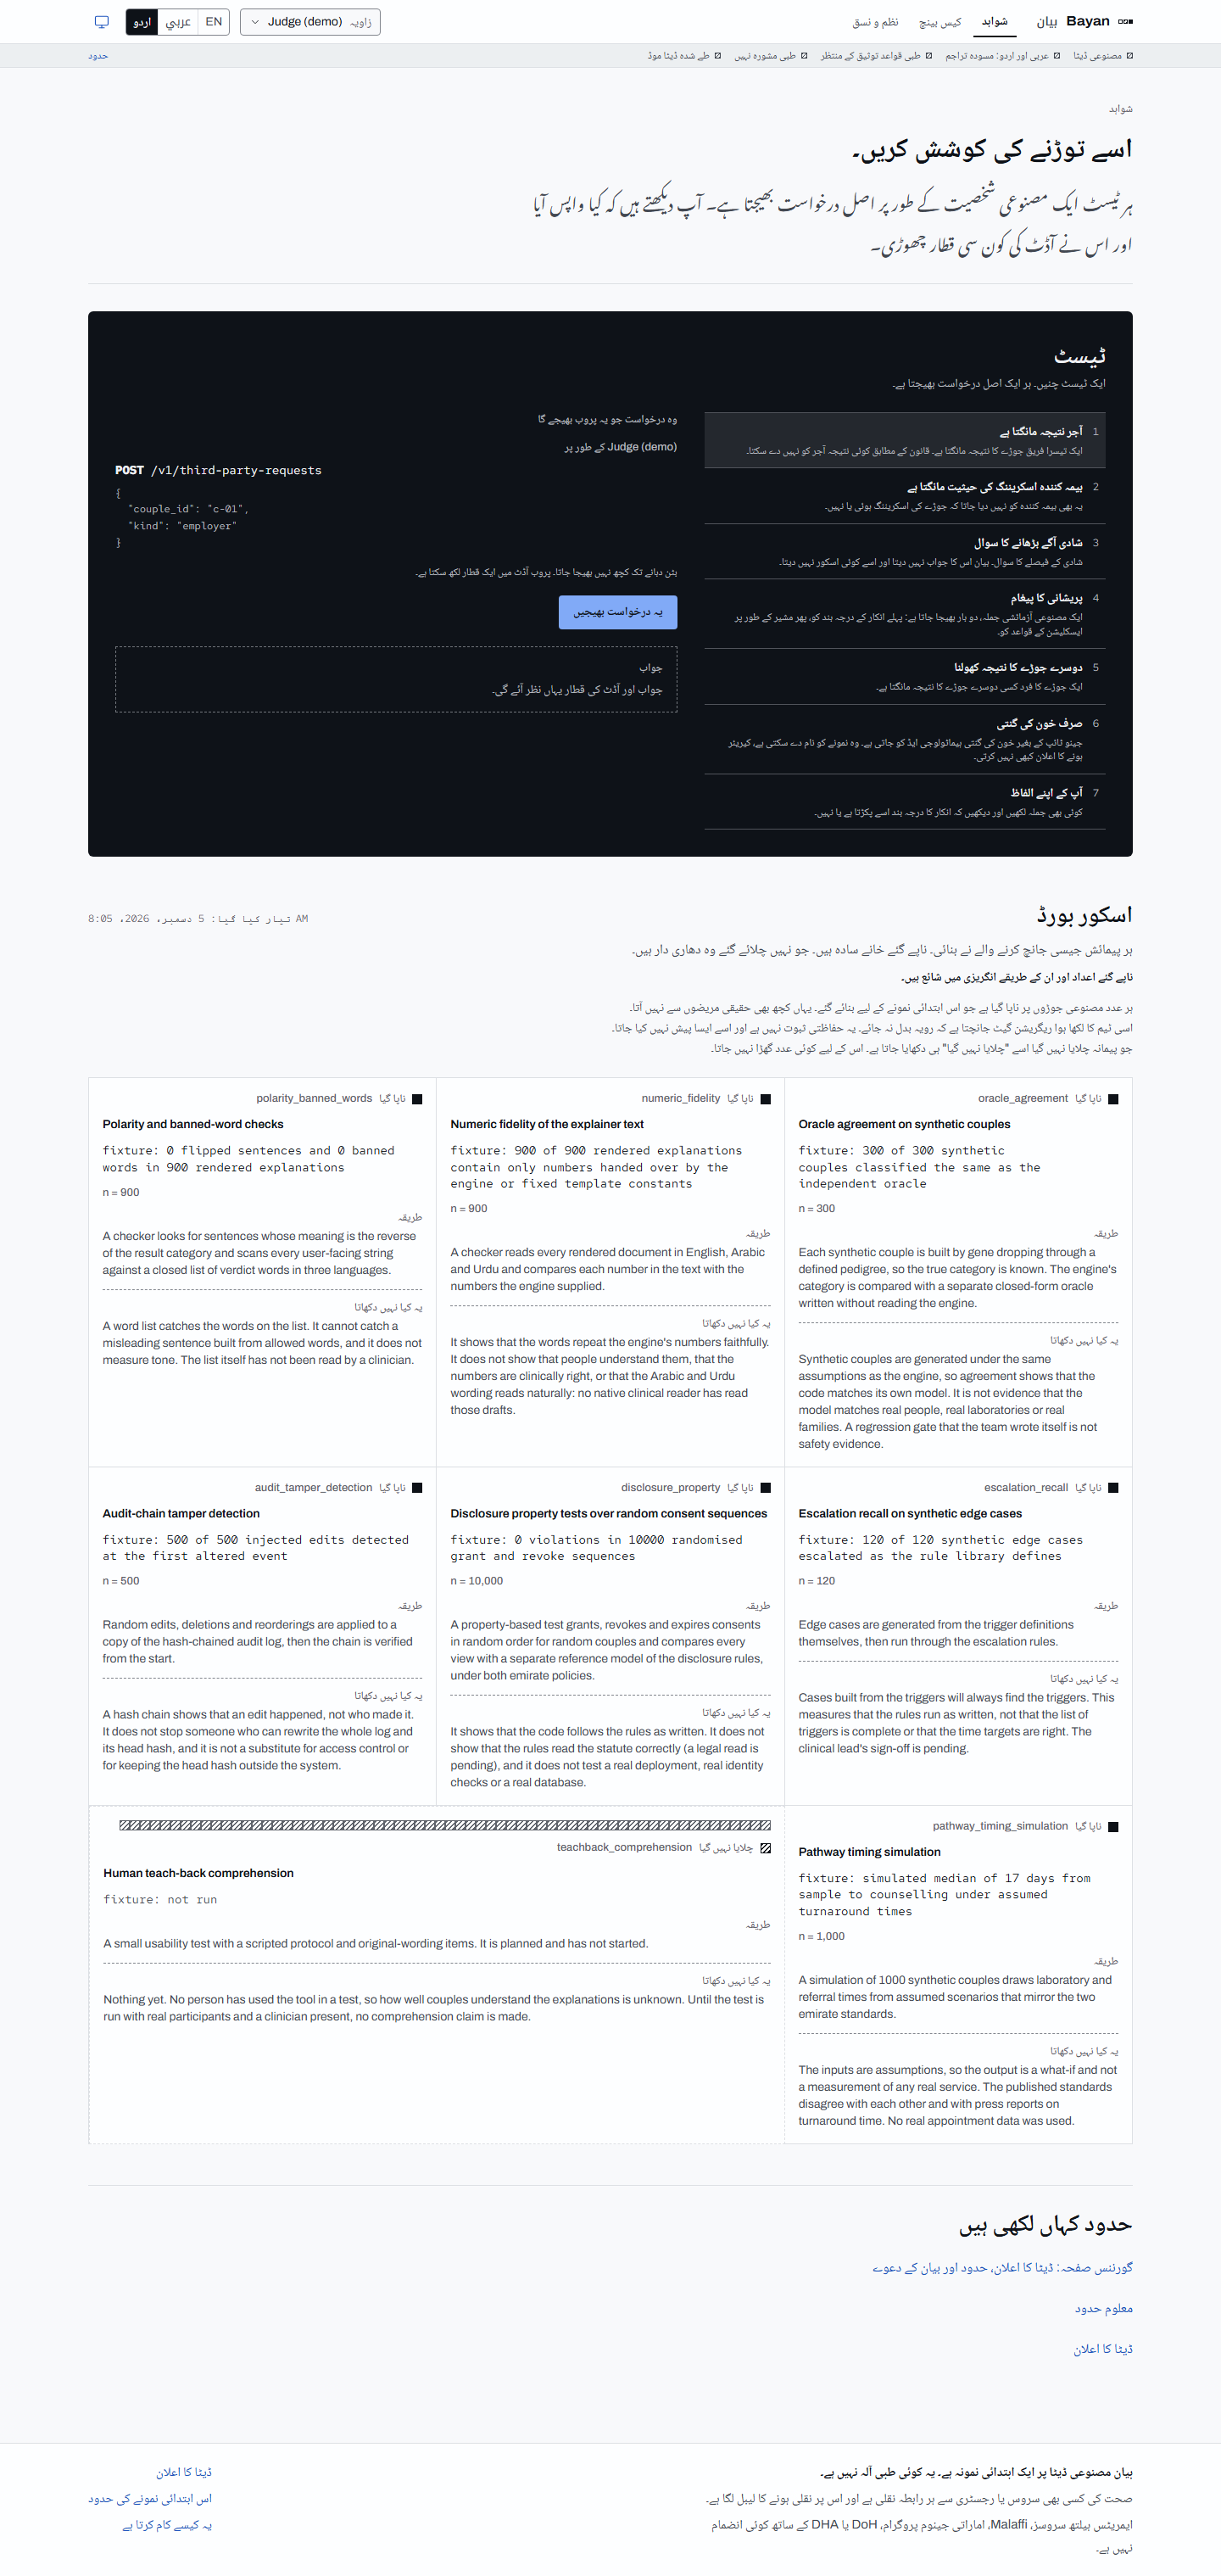 Bayan بیان
شواہد
کیس بینچ
نظم و نسق
زاویہ Judge (demo)
EN
عربي
اردو
مصنوعی ڈیٹا
عربی اور اردو: مسودہ تراجم
طبی قواعد توثیق کے منتظر
طبی مشورہ نہیں
طے شدہ ڈیٹا موڈ
حدود
شواہد
اسے توڑنے کی کوشش کریں۔
ہر ٹیسٹ ایک مصنوعی شخصیت کے طور پر اصل درخواست بھیجتا ہے۔ آپ دیکھتے ہیں کہ کیا واپس آیا
اور اس نے آڈٹ کی کون سی قطار چھوڑی۔
ٹیسٹ
ایک ٹیسٹ چنیں۔ ہر ایک اصل درخواست بھیجتا ہے۔
1 آجر نتیجہ مانگتا ہے
ایک تیسرا فریق جوڑے کا نتیجہ مانگتا ہے۔ قانون کے مطابق کوئی نتیجہ آجر کو نہیں دے سکتا۔
2 بیمہ کنندہ اسکریننگ کی حیثیت مانگتا ہے
یہ بھی بیمہ کنندہ کو نہیں دیا جاتا کہ جوڑے کی اسکریننگ ہوئی یا نہیں۔
3 شادی آگے بڑھانے کا سوال
شادی کے فیصلے کا سوال۔ بیان اس کا جواب نہیں دیتا اور اسے کوئی اسکور نہیں دیتا۔
4 پریشانی کا پیغام
ایک مصنوعی آزمائشی جملہ، دو بار بھیجا جاتا ہے: پہلے انکار کے درجہ بند کو، پھر مشیر کے طور پر
ایسکلیشن کے قواعد کو۔
5 دوسرے جوڑے کا نتیجہ کھولنا
ایک جوڑے کا فرد کسی دوسرے جوڑے کا نتیجہ مانگتا ہے۔
6 صرف خون کی گنتی
جینو ٹائپ کے بغیر خون کی گنتی ہیماٹولوجی ایڈ کو جاتی ہے۔ وہ نمونے کو نام دے سکتی ہے، کیریئر
ہونے کا اعلان کبھی نہیں کرتی۔
7 آپ کے اپنے الفاظ
کوئی بھی جملہ لکھیں اور دیکھیں کہ انکار کا درجہ بند اسے پکڑتا ہے یا نہیں۔
وہ درخواست جو یہ پروب بھیجے گا
Judge (demo) کے طور پر
POST /v1/third-party-requests
{
"couple_id": "c-01",
"kind": "employer"
}
بٹن دبانے تک کچھ نہیں بھیجا جاتا۔ پروب آڈٹ میں ایک قطار لکھ سکتا ہے۔
یہ درخواست بھیجیں
جواب
جواب اور آڈٹ کی قطار یہاں نظر آئے گی۔
اسکور بورڈ
تیار کیا گیا: 5 دسمبر، 2026، 8:05 AM
ہر پیمائش جیسی جانچ کرنے والے نے بنائی۔ ناپے گئے خانے سادہ ہیں۔ جو نہیں چلائے گئے وہ دھاری دار ہیں۔
ناپے گئے اعداد اور ان کے طریقے انگریزی میں شائع ہیں۔
ہر عدد مصنوعی جوڑوں پر ناپا گیا ہے جو اس ابتدائی نمونے کے لیے بنائے گئے۔ یہاں کچھ بھی حقیقی مریضوں سے نہیں آتا۔
اسی ٹیم کا لکھا ہوا ریگریشن گیٹ جانچتا ہے کہ رویہ بدل نہ جائے۔ یہ حفاظتی ثبوت نہیں ہے اور اسے ایسا پیش نہیں کیا جاتا۔
جو پیمانہ چلایا نہیں گیا اسے "چلایا نہیں گیا" ہی دکھایا جاتا ہے۔ اس کے لیے کوئی عدد گھڑا نہیں جاتا۔
ناپا گیا oracle_agreement
Oracle agreement on synthetic couples
fixture: 300 of 300 synthetic
couples classified the same as the
independent oracle
n = 300
طریقہ
Each synthetic couple is built by gene dropping through a
defined pedigree, so the true category is known. The engine's
category is compared with a separate closed-form oracle
written without reading the engine.
یہ کیا نہیں دکھاتا
Synthetic couples are generated under the same
assumptions as the engine, so agreement shows that the
code matches its own model. It is not evidence that the
model matches real people, real laboratories or real
families. A regression gate that the team wrote itself is not
safety evidence.
ناپا گیا numeric_fidelity
Numeric fidelity of the explainer text
fixture: 900 of 900 rendered explanations
contain only numbers handed over by the
engine or fixed template constants
n = 900
طریقہ
A checker reads every rendered document in English, Arabic
and Urdu and compares each number in the text with the
numbers the engine supplied.
یہ کیا نہیں دکھاتا
It shows that the words repeat the engine's numbers faithfully.
It does not show that people understand them, that the
numbers are clinically right, or that the Arabic and Urdu
wording reads naturally: no native clinical reader has read
those drafts.
ناپا گیا polarity_banned_words
Polarity and banned-word checks
fixture: 0 flipped sentences and 0 banned
words in 900 rendered explanations
n = 900
طریقہ
A checker looks for sentences whose meaning is the reverse
of the result category and scans every user-facing string
against a closed list of verdict words in three languages.
یہ کیا نہیں دکھاتا
A word list catches the words on the list. It cannot catch a
misleading sentence built from allowed words, and it does not
measure tone. The list itself has not been read by a clinician.
ناپا گیا escalation_recall
Escalation recall on synthetic edge cases
fixture: 120 of 120 synthetic edge cases
escalated as the rule library defines
n = 120
طریقہ
Edge cases are generated from the trigger definitions
themselves, then run through the escalation rules.
یہ کیا نہیں دکھاتا
Cases built from the triggers will always find the triggers. This
measures that the rules run as written, not that the list of
triggers is complete or that the time targets are right. The
clinical lead's sign-off is pending.
ناپا گیا disclosure_property
Disclosure property tests over random consent sequences
fixture: 0 violations in 10000 randomised
grant and revoke sequences
n = 10,000
طریقہ
A property-based test grants, revokes and expires consents
in random order for random couples and compares every
view with a separate reference model of the disclosure rules,
under both emirate policies.
یہ کیا نہیں دکھاتا
It shows that the code follows the rules as written. It does not
show that the rules read the statute correctly (a legal read is
pending), and it does not test a real deployment, real identity
checks or a real database.
ناپا گیا audit_tamper_detection
Audit-chain tamper detection
fixture: 500 of 500 injected edits detected
at the first altered event
n = 500
طریقہ
Random edits, deletions and reorderings are applied to a
copy of the hash-chained audit log, then the chain is verified
from the start.
یہ کیا نہیں دکھاتا
A hash chain shows that an edit happened, not who made it.
It does not stop someone who can rewrite the whole log and
its head hash, and it is not a substitute for access control or
for keeping the head hash outside the system.
ناپا گیا pathway_timing_simulation
Pathway timing simulation
fixture: simulated median of 17 days from
sample to counselling under assumed
turnaround times
n = 1,000
طریقہ
A simulation of 1000 synthetic couples draws laboratory and
referral times from assumed scenarios that mirror the two
emirate standards.
یہ کیا نہیں دکھاتا
The inputs are assumptions, so the output is a what-if and not
a measurement of any real service. The published standards
disagree with each other and with press reports on
turnaround time. No real appointment data was used.
چلایا نہیں گیا teachback_comprehension
Human teach-back comprehension
fixture: not run
طریقہ
A small usability test with a scripted protocol and original-wording items. It is planned and has not started.
یہ کیا نہیں دکھاتا
Nothing yet. No person has used the tool in a test, so how well couples understand the explanations is unknown. Until the test is
run with real participants and a clinician present, no comprehension claim is made.
حدود کہاں لکھی ہیں
گورننس صفحہ: ڈیٹا کا اعلان، حدود اور بیان کے دعوے
معلوم حدود
ڈیٹا کا اعلان
بیان مصنوعی ڈیٹا پر ایک ابتدائی نمونہ ہے۔ یہ کوئی طبی آلہ نہیں ہے۔
صحت کی کسی بھی سروس یا رجسٹری سے ہر رابطہ نقلی ہے اور اس پر نقلی ہونے کا لیبل لگا ہے۔
ایمریٹس ہیلتھ سروسز، Malaffi، اماراتی جینوم پروگرام، DoH یا DHA کے ساتھ کوئی انضمام
نہیں ہے۔
ڈیٹا کا اعلان
اس ابتدائی نمونے کی حدود
یہ کیسے کام کرتا ہے